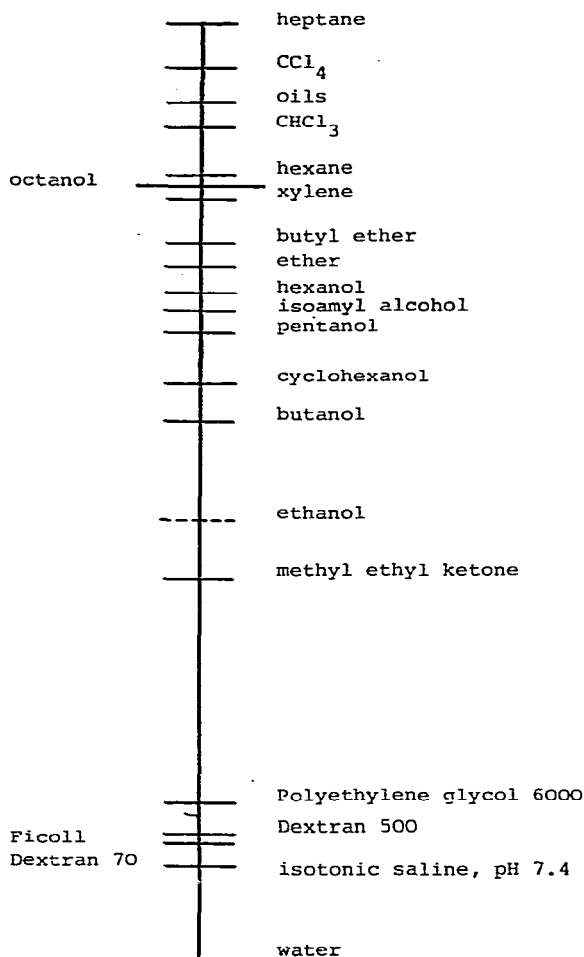 heptane
CCl4
oils
CHCl3
hexane
octanol
xylene
butyl ether
ether
hexanol
isoamyl alcohol
pentanol
cyclohexanol
butanol
ethanol
methyl ethyl ketone
Polyethylene glycol 6000
Dextran 500
Ficoll
Dextran 70
isotonic saline, pH 7.4
water